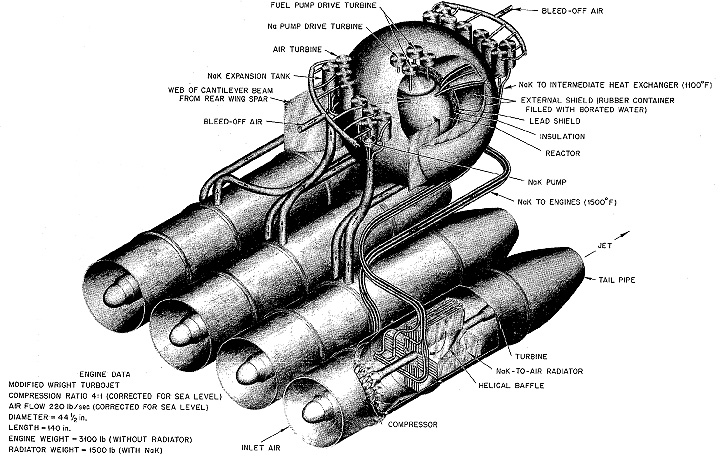 FUEL PUMP DRIVE TURBINE
Na PUMP DRIVE TURBINE
BLEED-OFF AIR
AIR TURBINE
NaK EXPANSION TANK
WEB OF CANTILEVER BEAM
FROM REAR WING SPAR
BLEED-OFF AIR
NaK TO INTERMEDIATE HEAT EXCHANGER (1100°F)
EXTERNAL SHIELD (RUBBER CONTAINER
FILLED WITH BORATED WATER)
LEAD SHIELD
INSULATION
REACTOR
NaK PUMP
NaK TO ENGINES (1500°F)
JET
TAIL PIPE
TURBINE
NaK-TO-AIR RADIATOR
HELICAL BAFFLE
COMPRESSOR
INLET AIR
ENGINE DATA
MODIFIED WRIGHT TURBOJET
COMPRESSION RATIO 4:1 (CORRECTED FOR SEA LEVEL)
AIR FLOW 220 lb/sec (CORRECTED FOR SEA LEVEL)
DIAMETER = 44 1/2 in.
LENGTH = 140 in.
ENGINE WEIGHT = 3100 lb (WITHOUT RADIATOR)
RADIATOR WEIGHT = 1500 lb (WITH NaK)